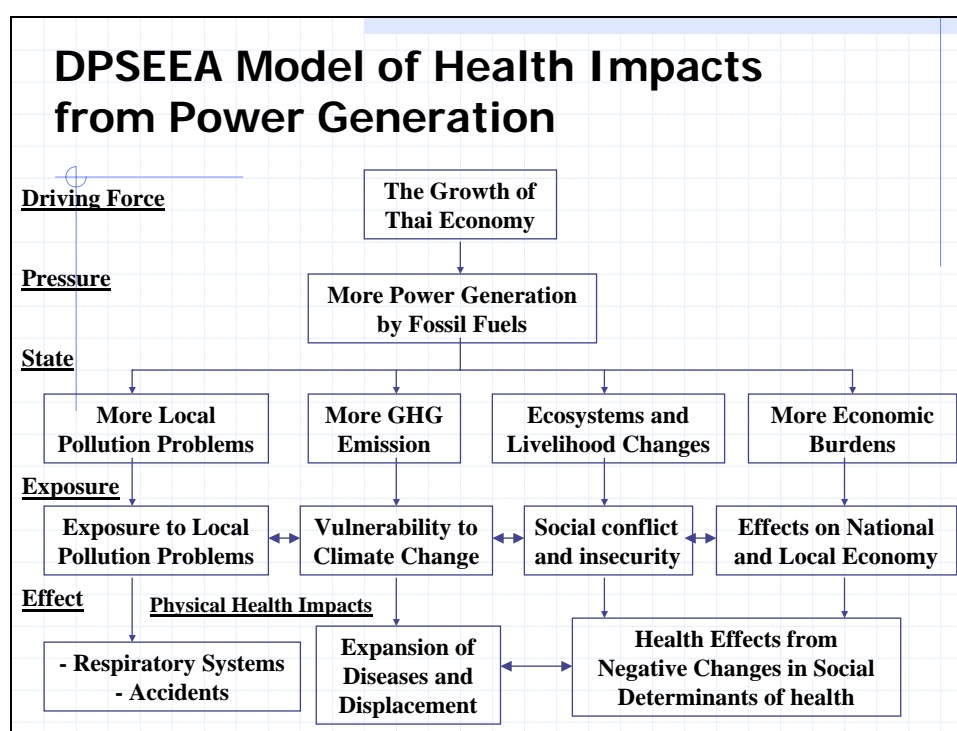 DPSEEA Model of Health Impacts
from Power Generation
Driving Force
The Growth of
Thai Economy
Pressure
More Power Generation
by Fossil Fuels
State
More Local
Pollution Problems
More GHG
Emission
Ecosystems and
Livelihood Changes
More Economic
Burdens
Exposure
Exposure to Local
Pollution Problems
Vulnerability to
Climate Change
Social conflict
and insecurity
Effects on National
and Local Economy
Effect
Physical Health Impacts
- Respiratory Systems
- Accidents
Expansion of
Diseases and
Displacement
Health Effects from
Negative Changes in Social
Determinants of health